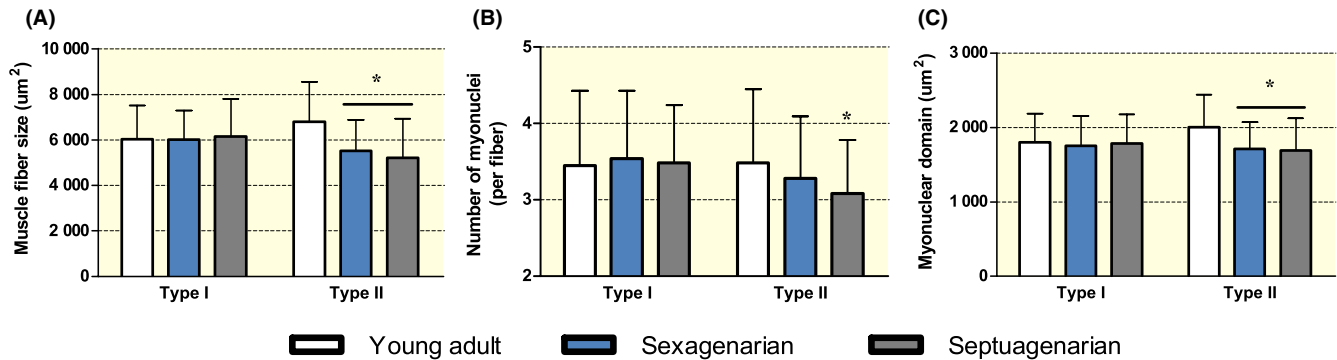 (A)
Muscle fiber size (um²)
10 000
8 000
6 000
4 000
2 000
0
*
Type I
Type II
(B)
Number of myonuclei
(per fiber)
5
4
3
2
*
Type I
Type II
(C)
Myonuclear domain (um²)
3 000
2 000
1 000
0
*
Type I
Type II
Young adult
Sexagenarian
Septuagenarian